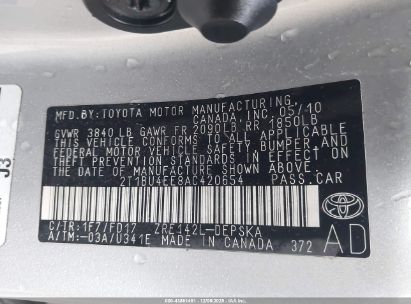 MFD.BY: TOYOTA MOTOR MANUFACTURING
CANADA, INC. 05/10
GVWR 3840 LB GAWR FR 2090LB RR 1850LB
THIS VEHICLE CONFORMS TO ALL APPLICABLE
FEDERAL MOTOR VEHICLE SAFETY, BUMPER AND
THEFT PREVENTION STANDARDS IN EFFECT ON
THE DATE OF MANUFACTURE SHOWN ABOVE.
2T1BU4EE8AC420654 PASS.CAR
C/TR:1F7/FD17 ZRE142L-DEPSKA
A/TM:-03A/U341E MADE IN CANADA 372
TOYOTA
AD
J3